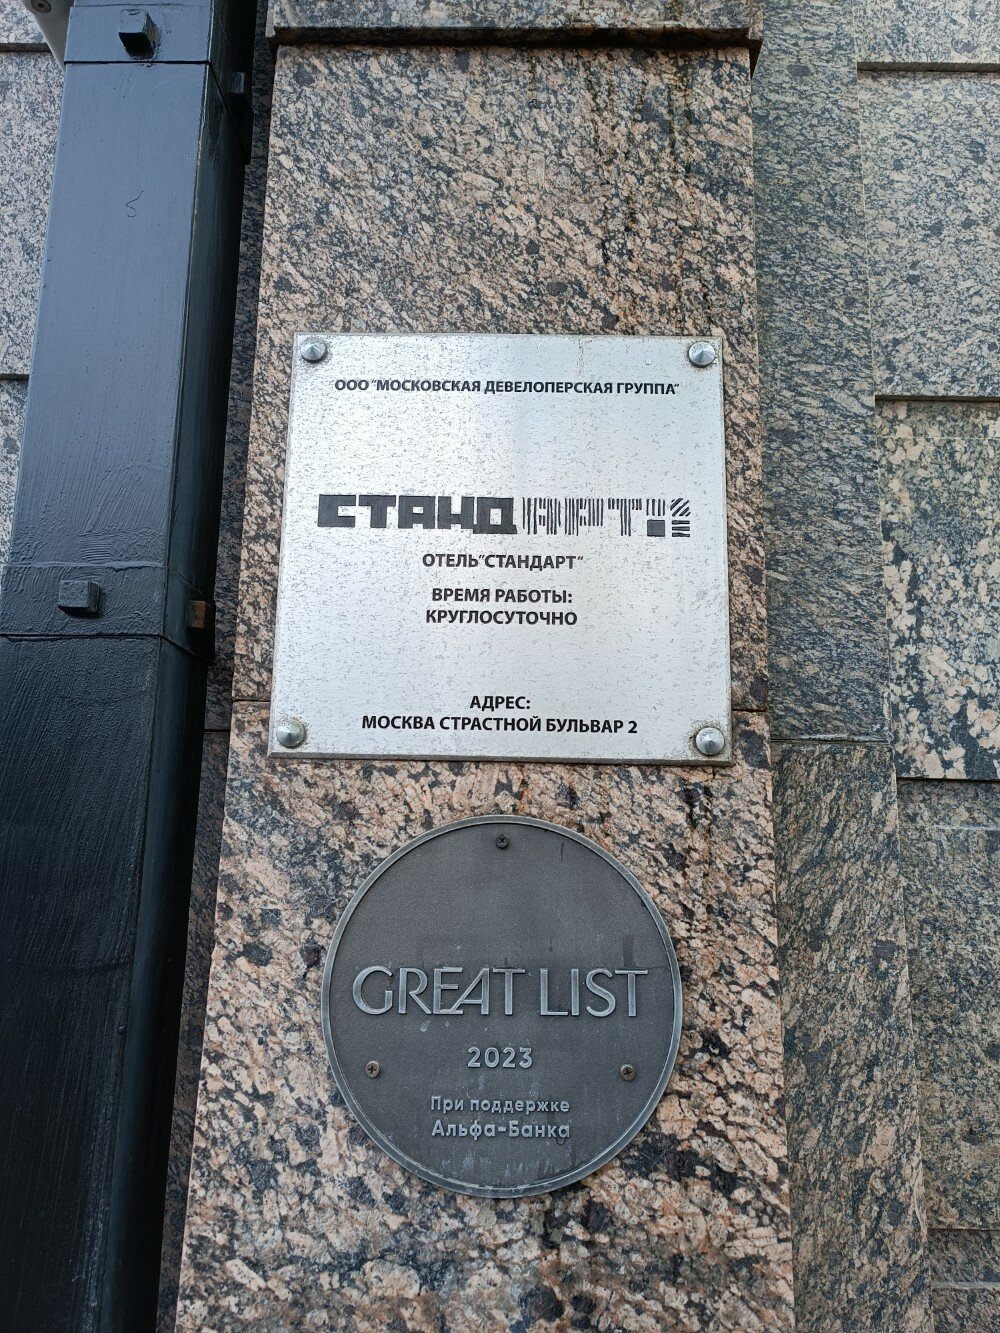 ООО "МОСКОВСКАЯ ДЕВЕЛОПЕРСКАЯ ГРУППА"
СТАНДАРТ
ОТЕЛЬ"СТАНДАРТ"
ВРЕМЯ РАБОТЫ:
КРУГЛОСУТОЧНО
АДРЕС:
МОСКВА СТРАСТНОЙ БУЛЬВАР 2
GREAT LIST
2023
При поддержке
Альфа-Банка